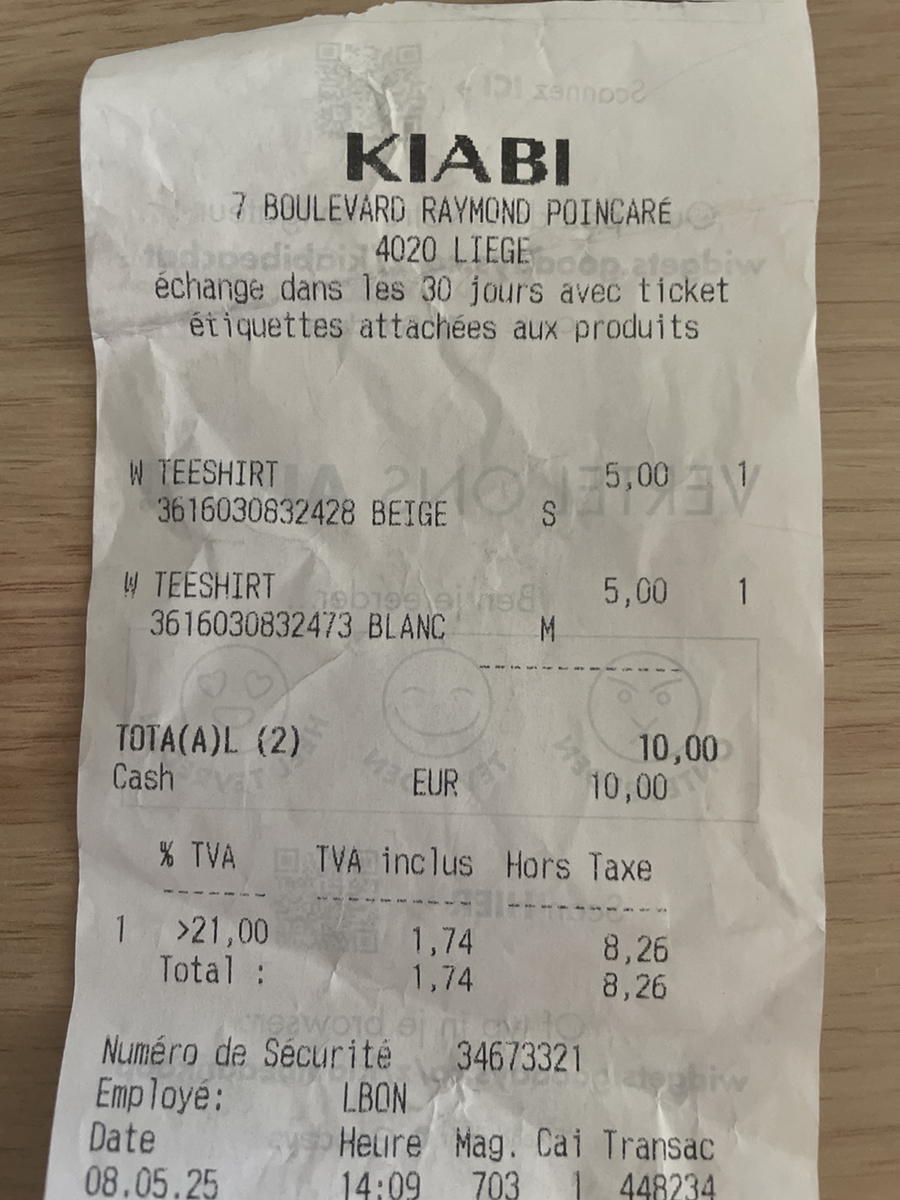 KIABI
7 BOULEVARD RAYMOND POINCARÉ
4020 LIEGE
échange dans les 30 jours avec ticket
étiquettes attachées aux produits
W TEESHIRT 5,00 1
3616030832428 BEIGE S
W TEESHIRT 5,00 1
3616030832473 BLANC M
TOTA(A)L (2) 10,00
Cash EUR 10,00
% TVA TVA inclus Hors Taxe
1 >21,00 1,74 8,26
Total : 1,74 8,26
Numéro de Sécurité 34673321
Employé: LBON
Date Heure Mag. Cai Transac
08.05.25 14:09 703 1 448234